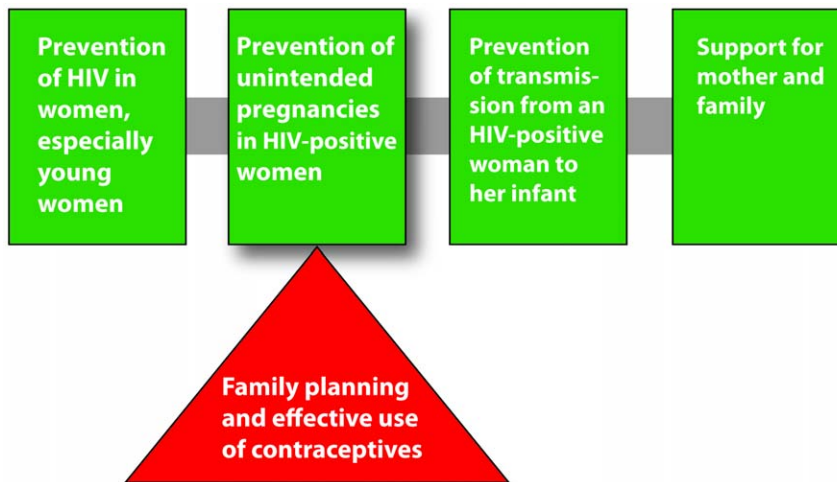 Prevention
of HIV in
women,
especially
young
women
Prevention of
unintended
pregnancies
in HIV-positive
women
Prevention
of transmis-
sion from an
HIV-positive
woman to
her infant
Support for
mother and
family
Family planning
and effective use
of contraceptives